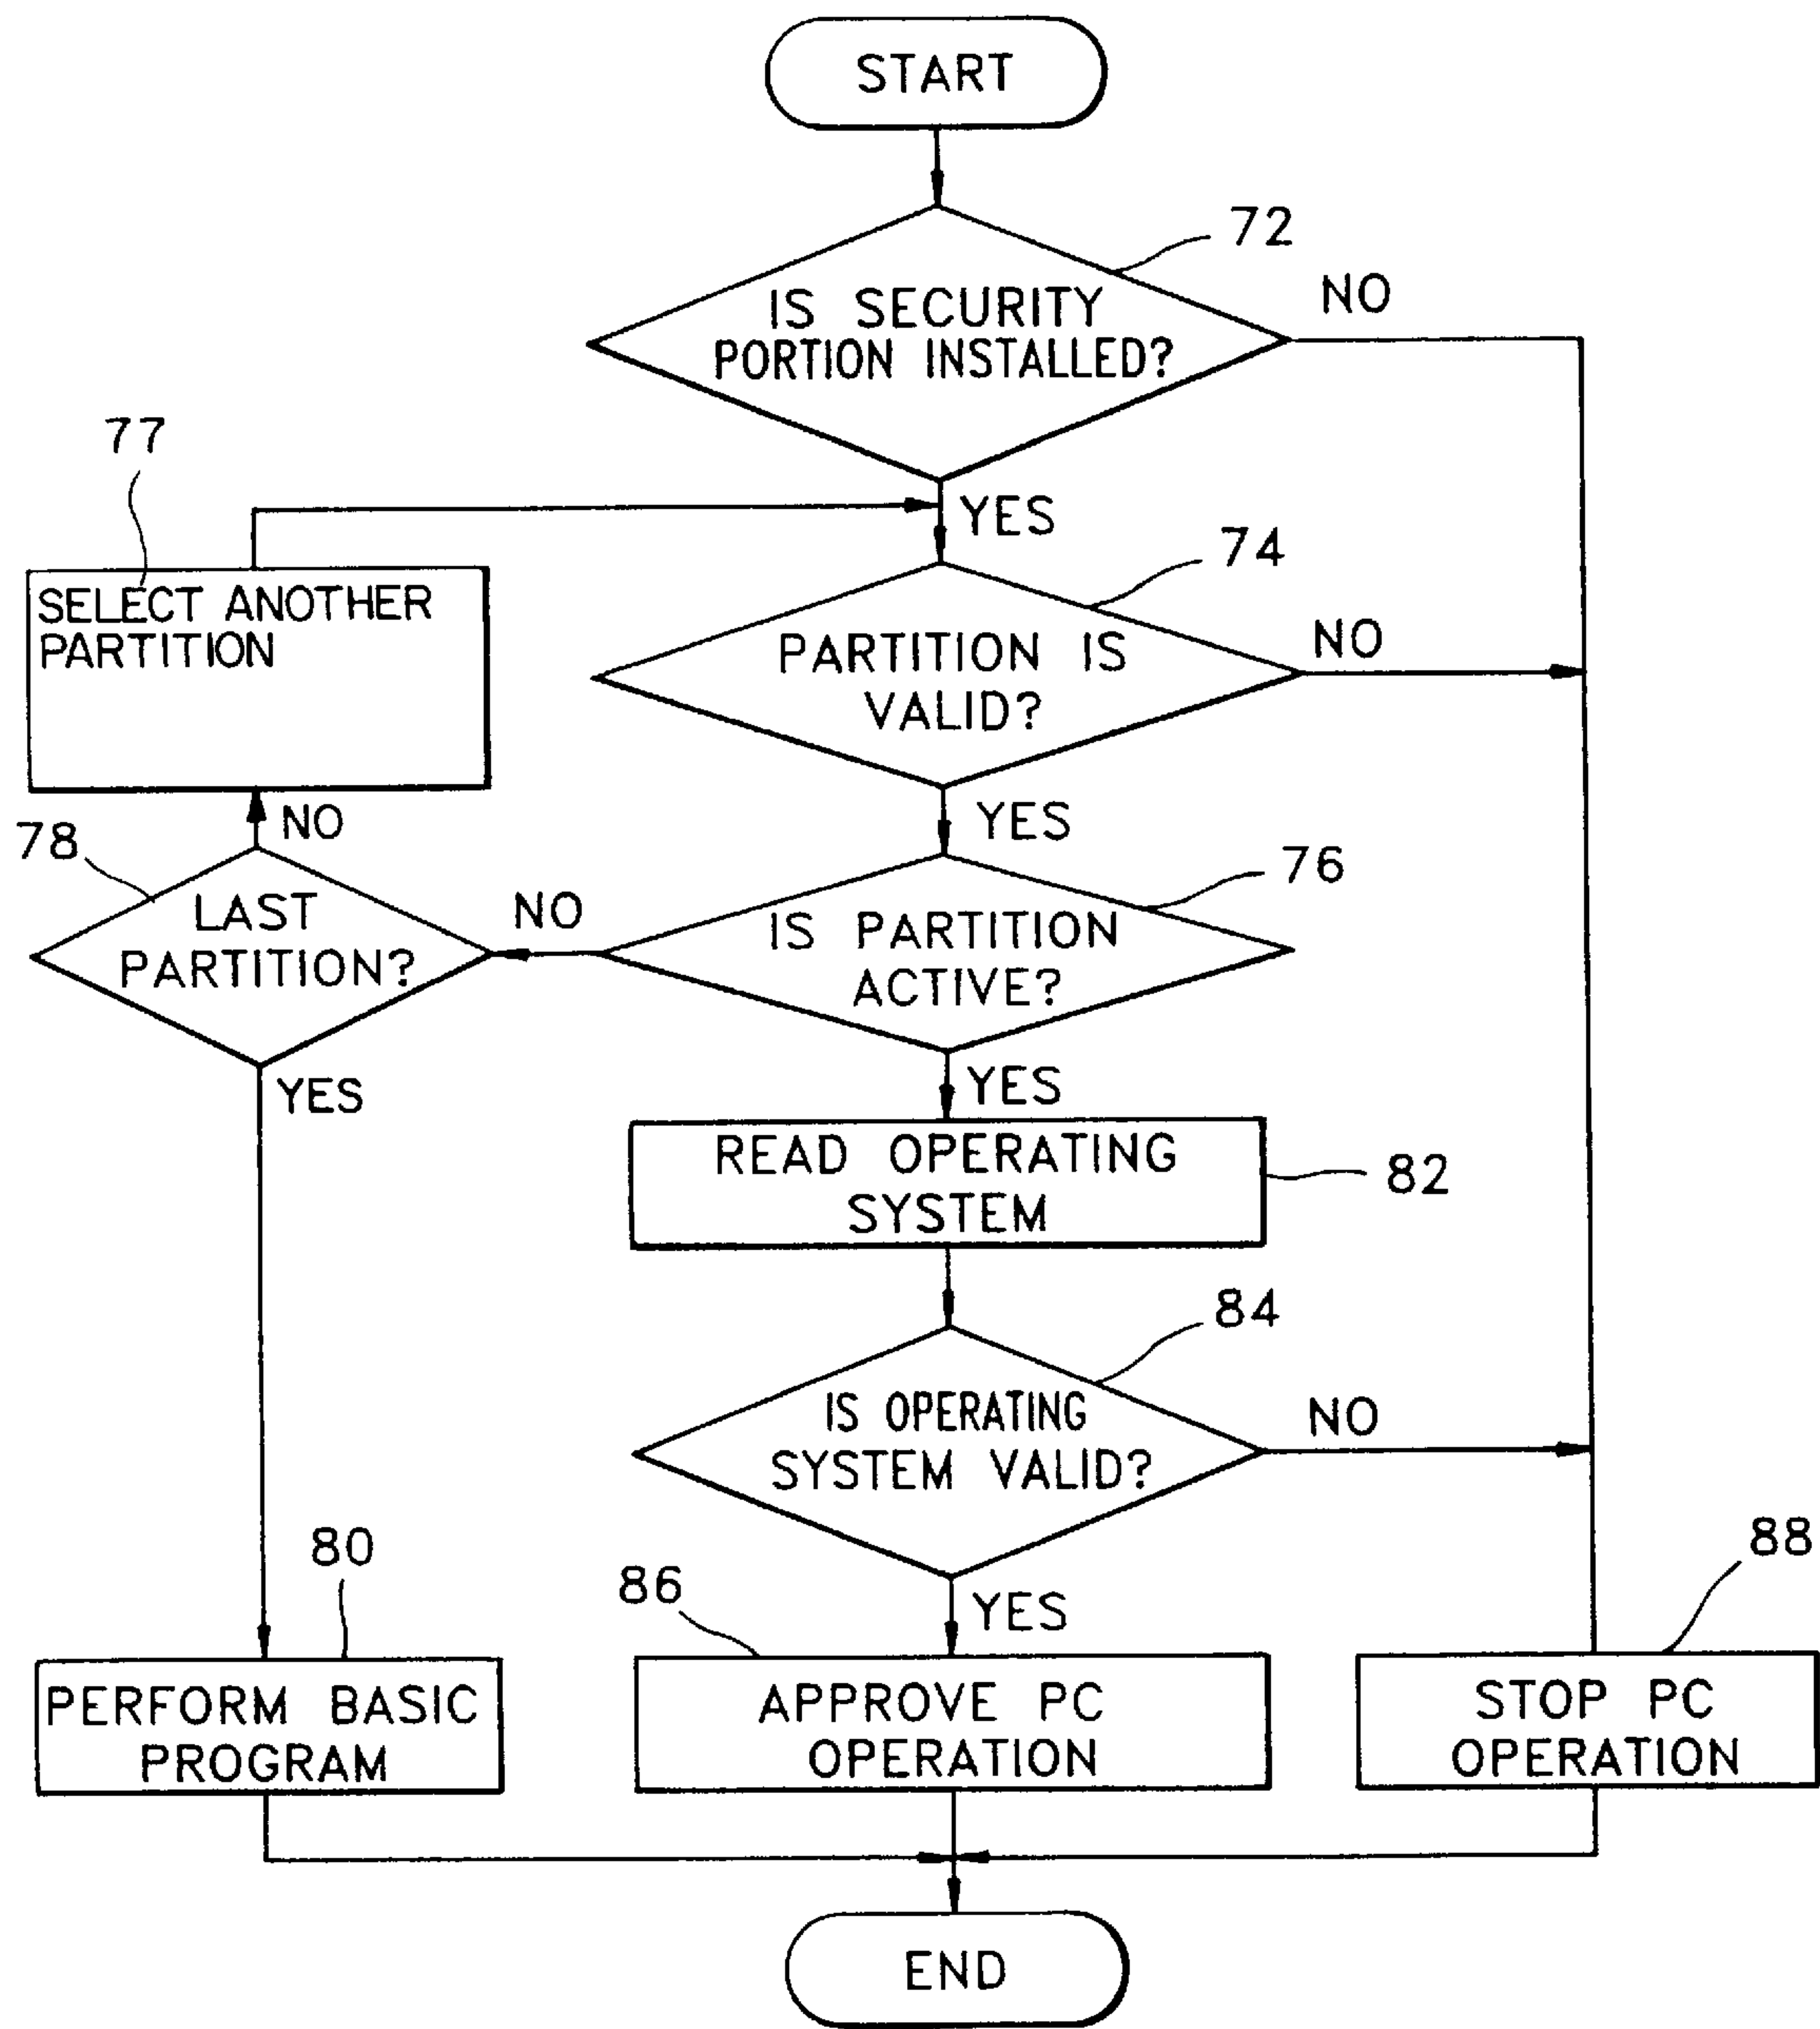 START
72
IS SECURITY
PORTION INSTALLED?
NO
77
YES
74
SELECT ANOTHER
PARTITION
PARTITION IS
VALID?
NO
NO
YES
78
76
LAST
PARTITION?
NO
IS PARTITION
ACTIVE?
YES
YES
READ OPERATING
SYSTEM
82
84
IS OPERATING
SYSTEM VALID?
NO
80
86
YES
88
PERFORM BASIC
PROGRAM
APPROVE PC
OPERATION
STOP PC
OPERATION
END